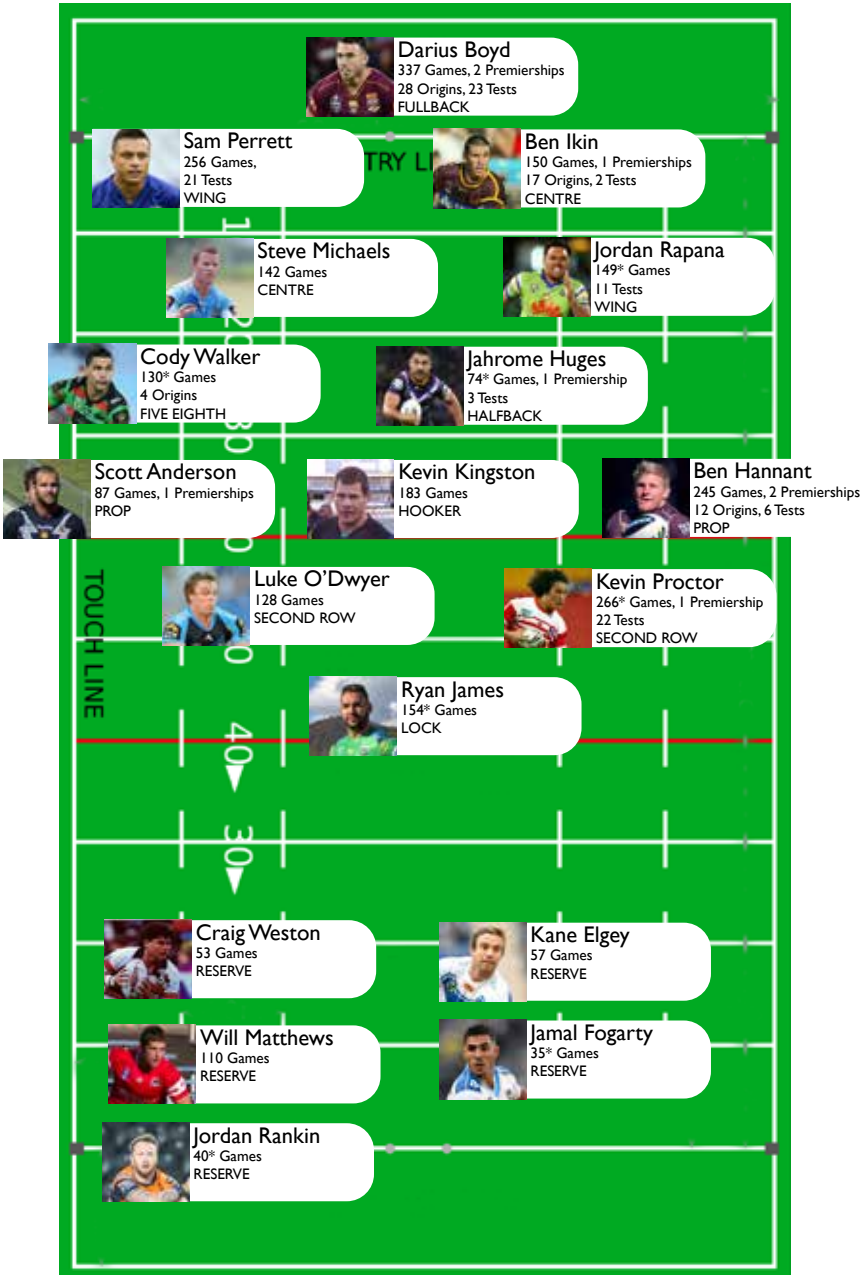 Darius Boyd
337 Games, 2 Premierships
28 Origins, 23 Tests
FULLBACK
Sam Perrett
256 Games,
21 Tests
WING
TRY LI
Ben Ikin
150 Games, 1 Premierships
17 Origins, 2 Tests
CENTRE
1
Steve Michaels
142 Games
CENTRE
Jordan Rapana
149* Games
11 Tests
WING
20
Cody Walker
130* Games
4 Origins
FIVE EIGHTH
Jahrome Huges
74* Games, 1 Premiership
3 Tests
HALFBACK
30
Scott Anderson
87 Games, 1 Premierships
PROP
Kevin Kingston
183 Games
HOOKER
Ben Hannant
245 Games, 2 Premierships
12 Origins, 6 Tests
PROP
0
TOUCH LINE
Luke O'Dwyer
128 Games
SECOND ROW
Kevin Proctor
266* Games, 1 Premiership
22 Tests
SECOND ROW
0
Ryan James
154* Games
LOCK
40
30
Craig Weston
53 Games
RESERVE
Kane Elgey
57 Games
RESERVE
Will Matthews
110 Games
RESERVE
Jamal Fogarty
35* Games
RESERVE
Jordan Rankin
40* Games
RESERVE